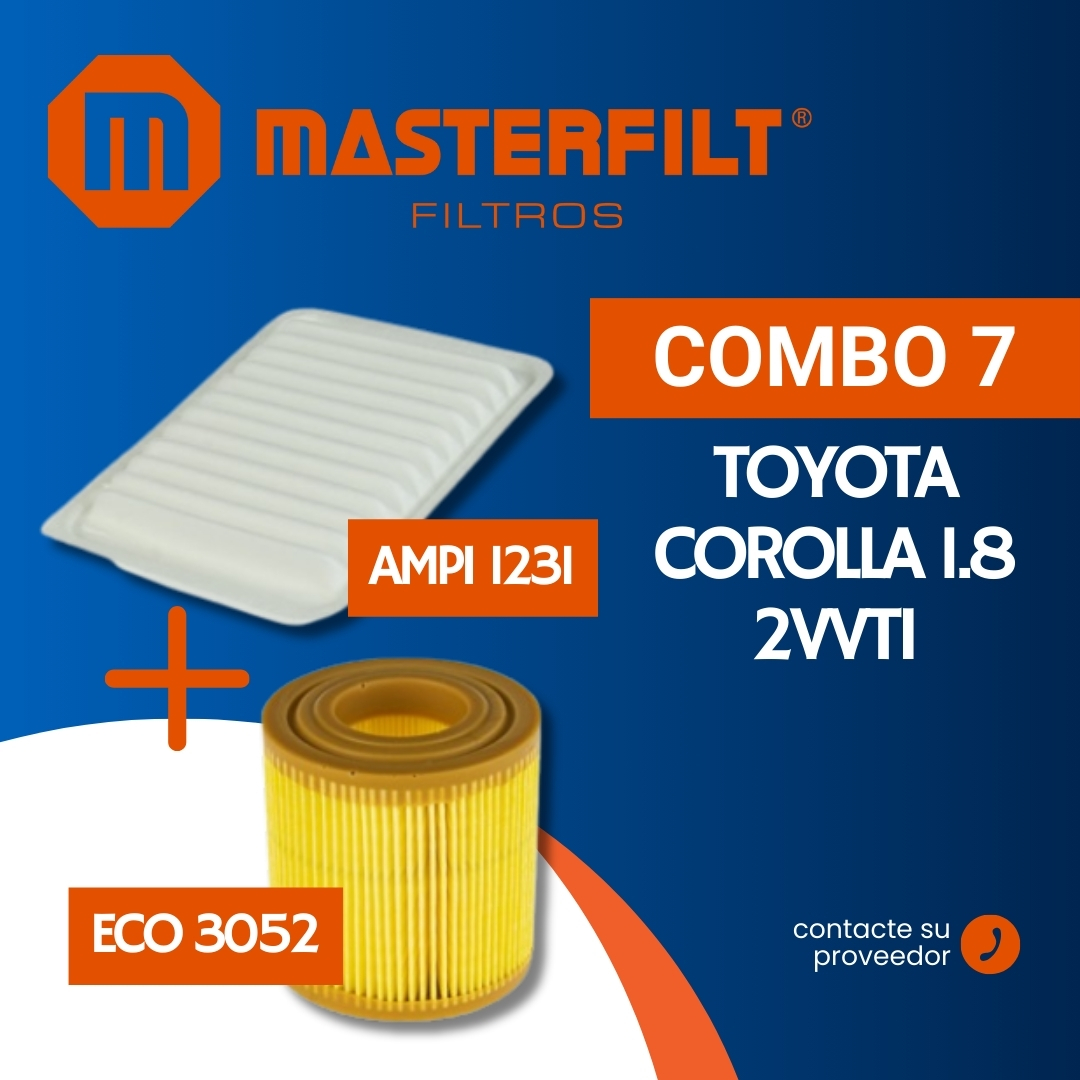 MASTERFILT®
FILTROS
COMBO 7
TOYOTA
COROLLA 1.8
2VVTI
AMPI 1231
ECO 3052
contacte su
proveedor